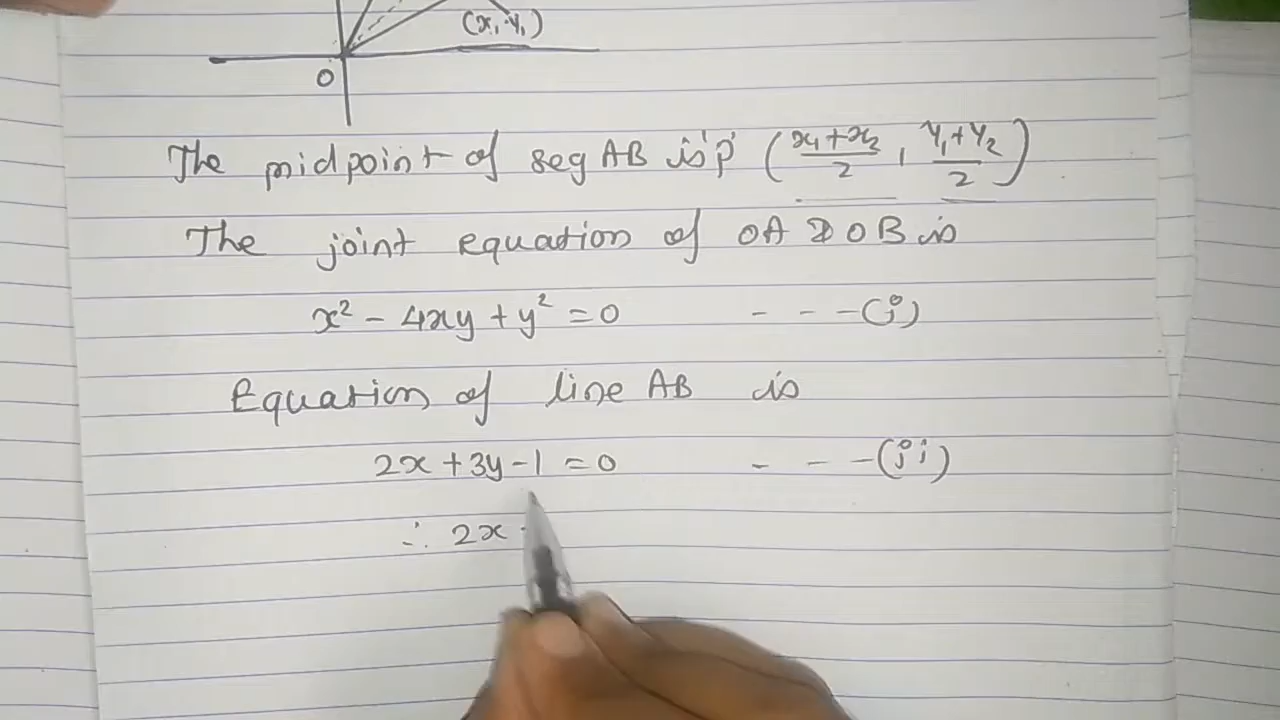 (x₁, y₁)
O
The midpoint of seg AB is 'P' (x₁+x₂/2, y₁+y₂/2)
The joint equation of OA & OB is
x² - 4xy + y² = 0 - - -(i)
Equation of line AB is
2x + 3y - 1 = 0 - - -(ii)
∴ 2x